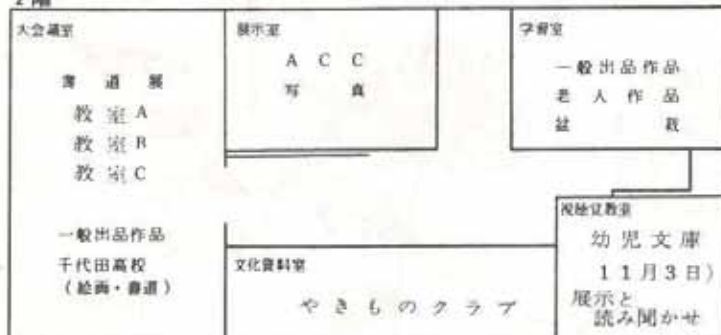 2階
大会議室
書道展
教室A
教室B
教室C
一般出品作品
千代田高校
(絵画・書道)
展示室
ACC
写真
学習室
一般出品作品
老人作品
盆栽
文化資料室
やきものクラブ
視聴覚教室
幼児文庫
11月3日)
展示と
読み聞かせ